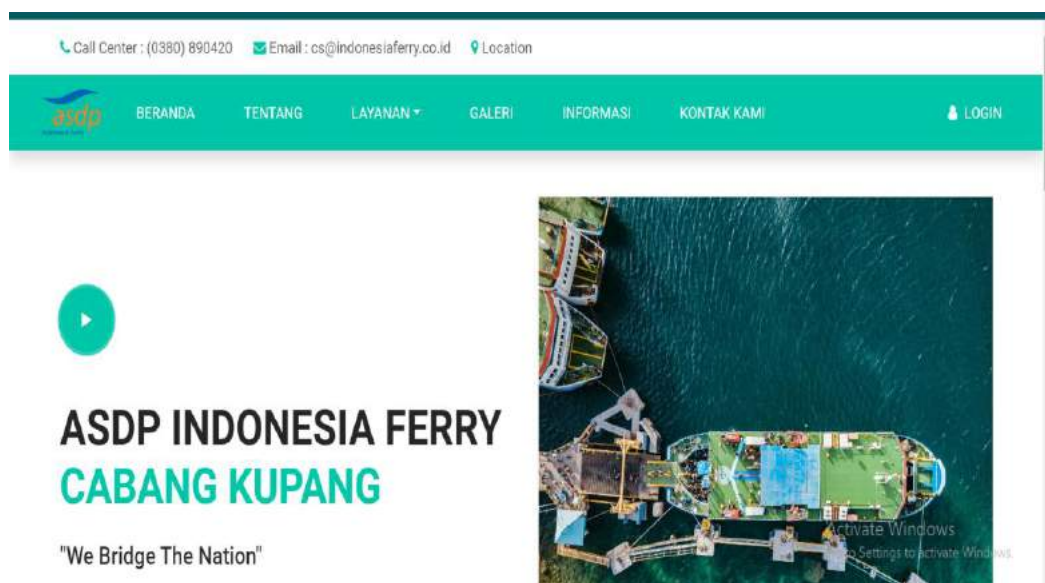 Call Center : (0380) 890420 Email : cs@indonesiaferry.co.id Location
asdp BERANDA TENTANG LAYANAN GALERI INFORMASI KONTAK KAMI LOGIN
ASDP INDONESIA FERRY
CABANG KUPANG
"We Bridge The Nation"
Activate Windows
to Settings to activate Windows.